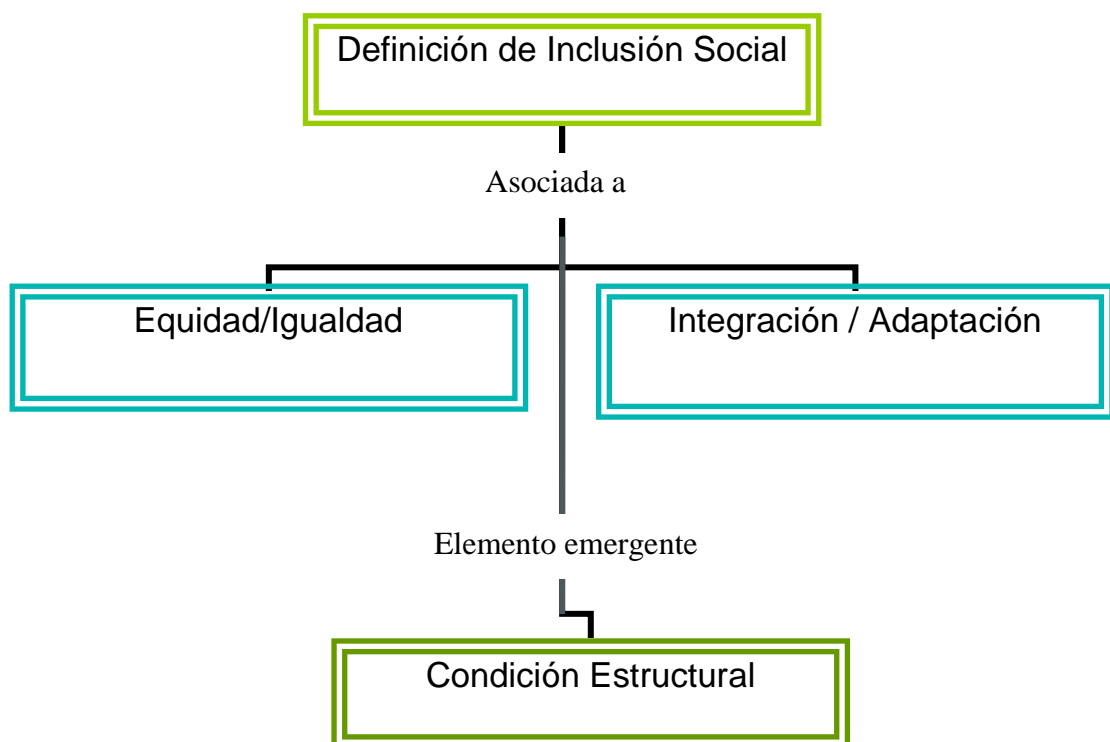 Definición de Inclusión Social
Asociada a
Equidad/Igualdad
Integración / Adaptación
Elemento emergente
Condición Estructural